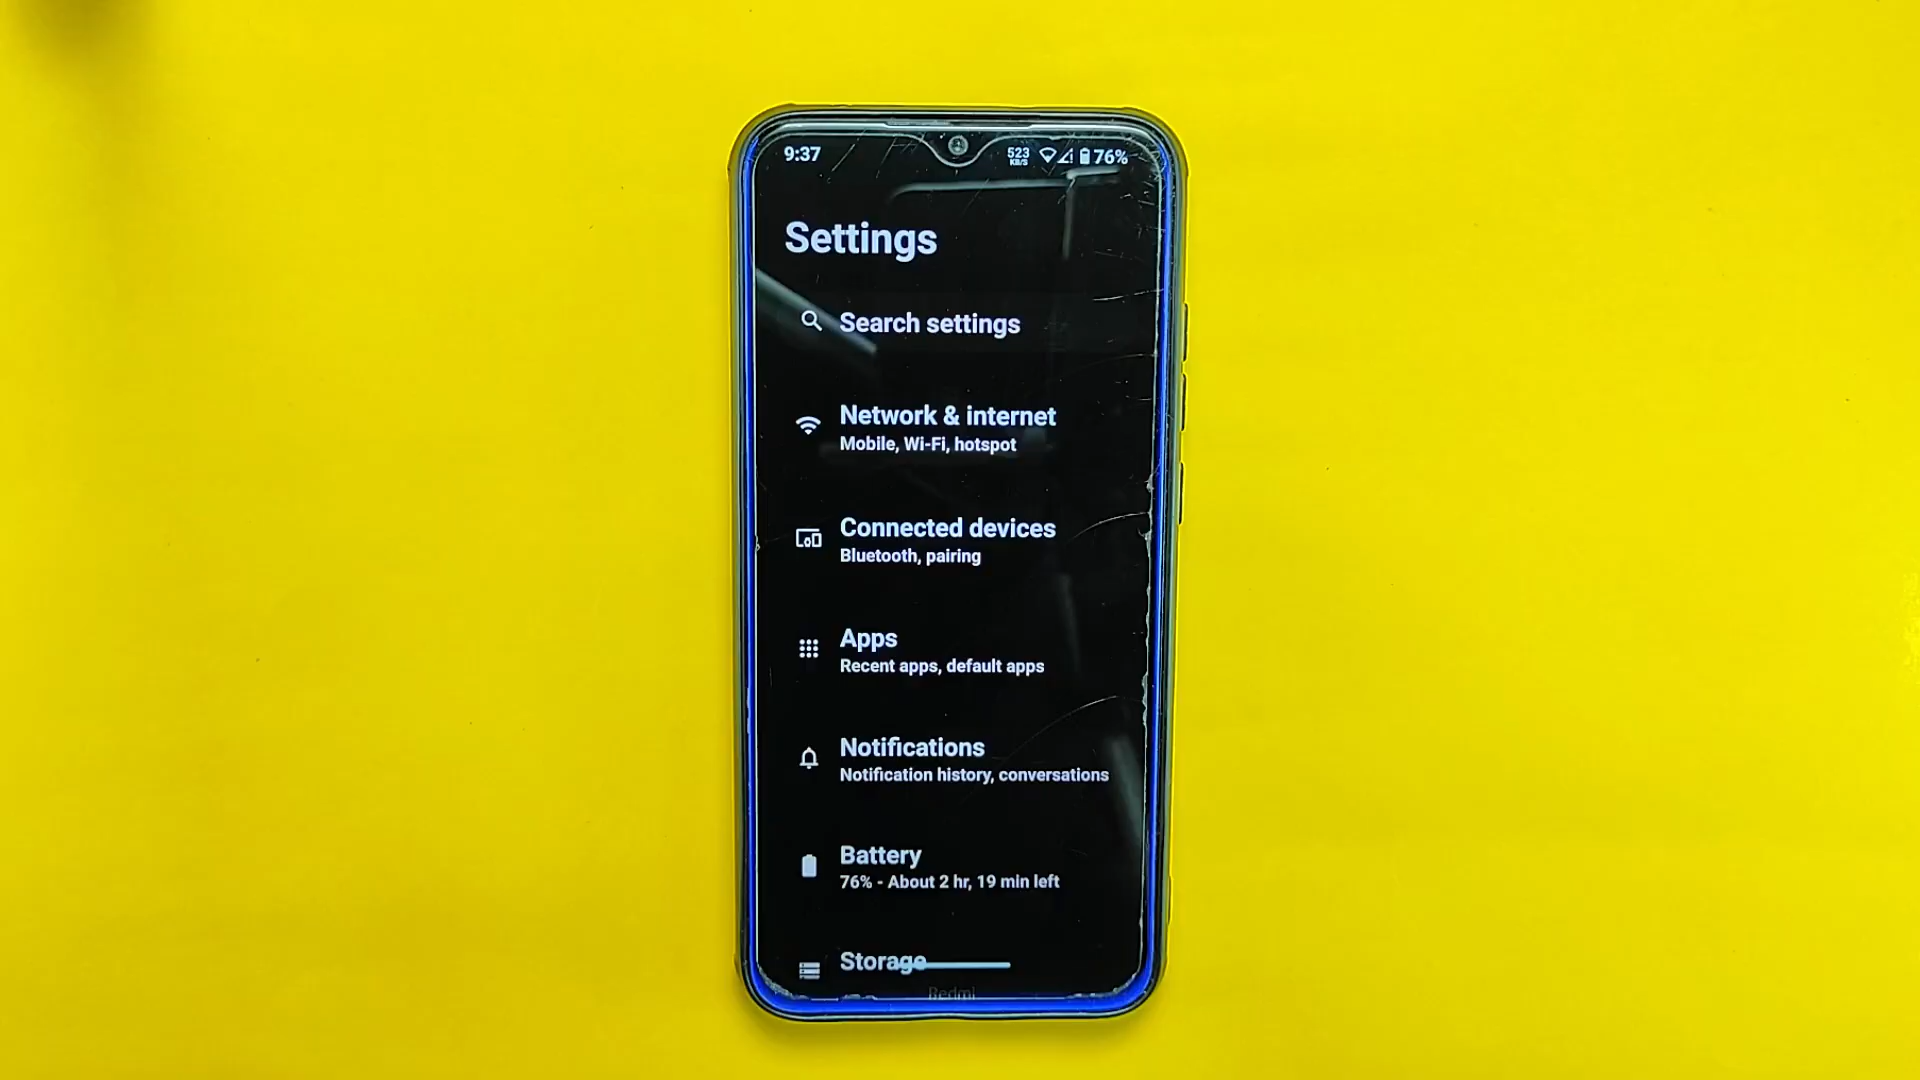 9:37 523 KB/S 76%
Settings
Search settings
Network & internet
Mobile, Wi-Fi, hotspot
Connected devices
Bluetooth, pairing
Apps
Recent apps, default apps
Notifications
Notification history, conversations
Battery
76% - About 2 hr, 19 min left
Storage
Redmi